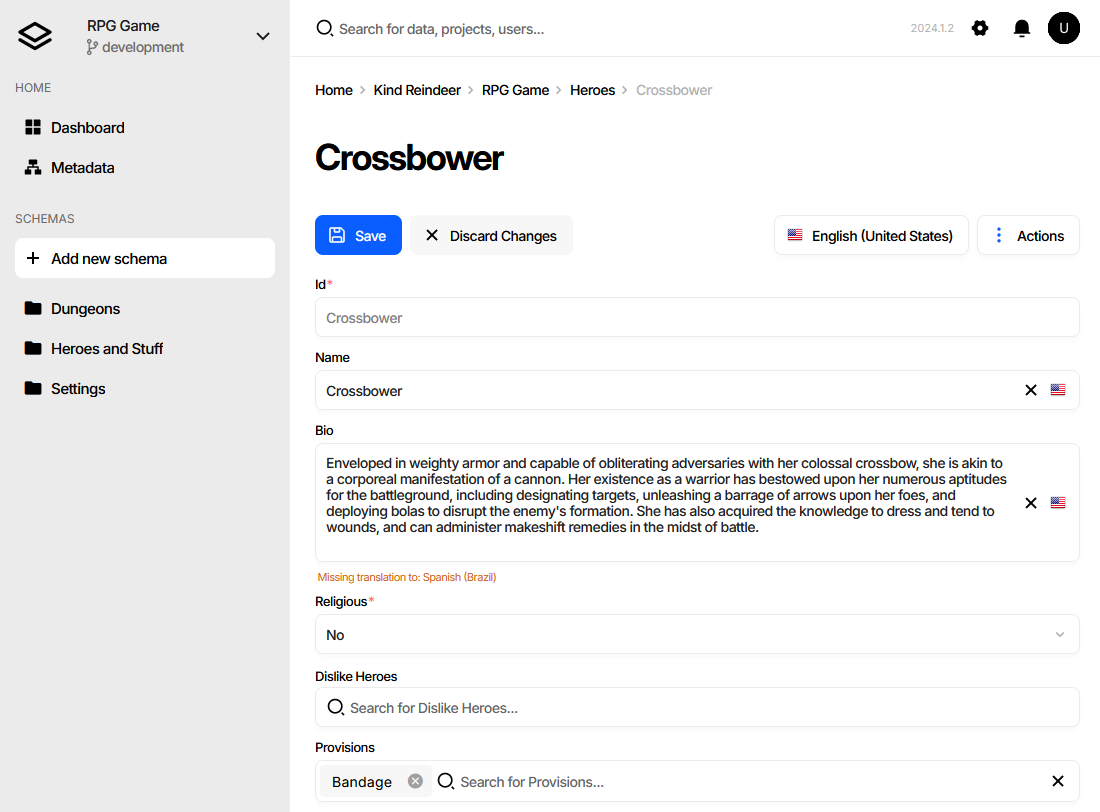 RPG Game
development
HOME
Dashboard
Metadata
SCHEMAS
Add new schema
Dungeons
Heroes and Stuff
Settings
Search for data, projects, users...
2024.1.2
U
Home > Kind Reindeer > RPG Game > Heroes > Crossbower
Crossbower
Save
Discard Changes
English (United States)
Actions
Id*
Crossbower
Name
Crossbower
Bio
Enveloped in weighty armor and capable of obliterating adversaries with her colossal crossbow, she is akin to
a corporeal manifestation of a cannon. Her existence as a warrior has bestowed upon her numerous aptitudes
for the battleground, including designating targets, unleashing a barrage of arrows upon her foes, and
deploying bolas to disrupt the enemy's formation. She has also acquired the knowledge to dress and tend to
wounds, and can administer makeshift remedies in the midst of battle.
Missing translation to: Spanish (Brazil)
Religious*
No
Dislike Heroes
Search for Dislike Heroes...
Provisions
Bandage
Search for Provisions...